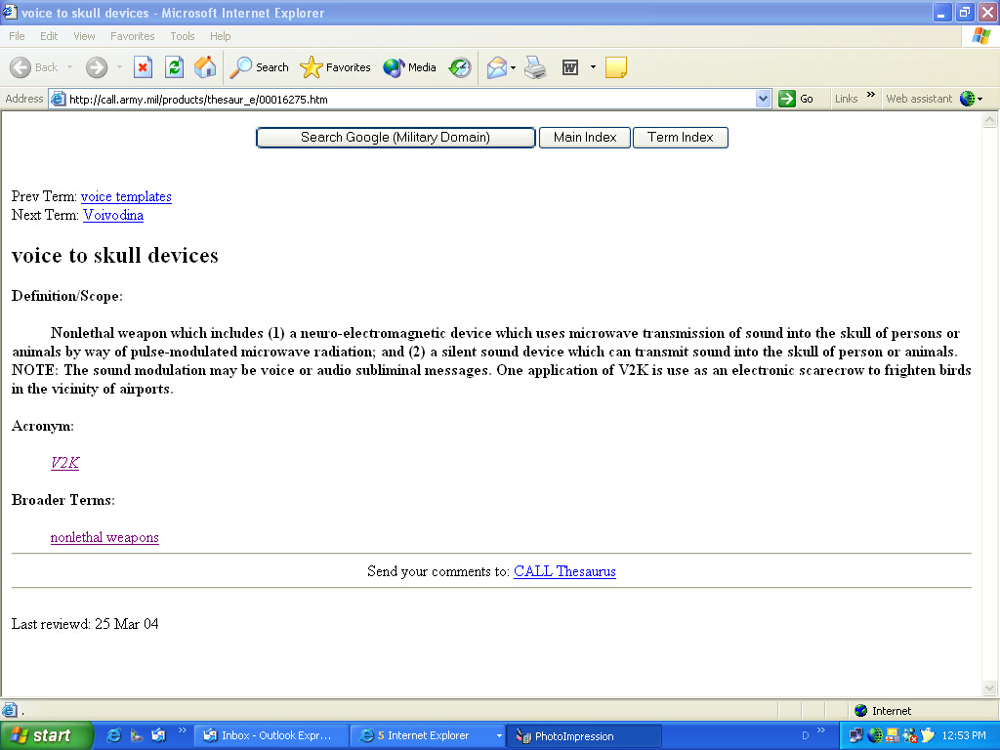 voice to skull devices - Microsoft Internet Explorer
File Edit View Favorites Tools Help
Back Search Favorites Media
Address http://call.army.mil/products/thesaur_e/00016275.htm Go Links » Web assistant
Search Google (Military Domain) Main Index Term Index
Prev Term: voice templates
Next Term: Voivodina
voice to skull devices
Definition/Scope:
Nonlethal weapon which includes (1) a neuro-electromagnetic device which uses microwave transmission of sound into the skull of persons or
animals by way of pulse-modulated microwave radiation; and (2) a silent sound device which can transmit sound into the skull of person or animals.
NOTE: The sound modulation may be voice or audio subliminal messages. One application of V2K is use as an electronic scarecrow to frighten birds
in the vicinity of airports.
Acronym:
V2K
Broader Terms:
nonlethal weapons
Send your comments to: CALL Thesaurus
Last reviewd: 25 Mar 04
. Internet
start » Inbox - Outlook Expr... 5 Internet Explorer PhotoImpression D » 12:53 PM